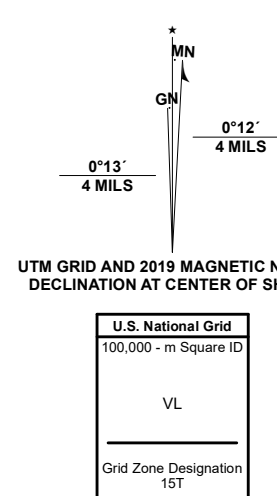 ★
MN
GN
0°12´
4 MILS
0°13´
4 MILS
UTM GRID AND 2019 MAGNETIC N
DECLINATION AT CENTER OF SH
U.S. National Grid
100,000 - m Square ID
VL
Grid Zone Designation
15T